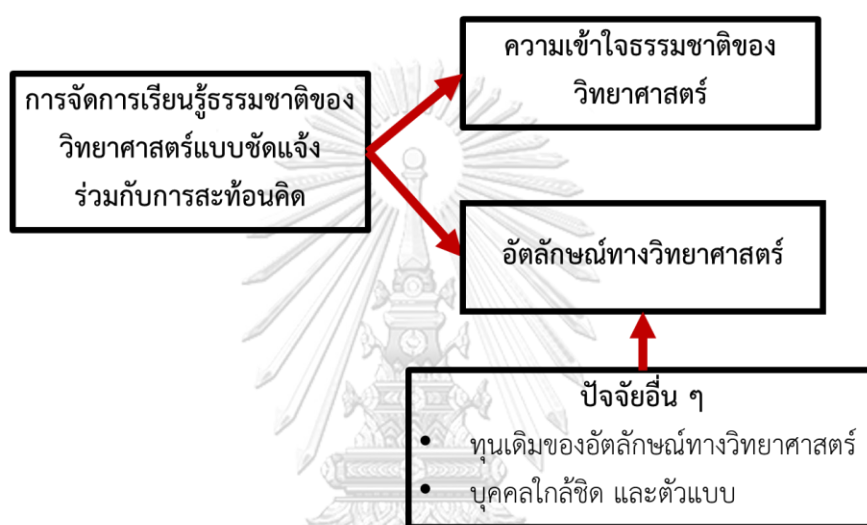 การจัดการเรียนรู้ธรรมชาติของ
วิทยาศาสตร์แบบชัดแจ้ง
ร่วมกับการสะท้อนคิด
ความเข้าใจธรรมชาติของ
วิทยาศาสตร์
อัตลักษณ์ทางวิทยาศาสตร์
ปัจจัยอื่น ๆ
• ทุนเดิมของอัตลักษณ์ทางวิทยาศาสตร์
• บุคคลใกล้ชิด และตัวแบบ